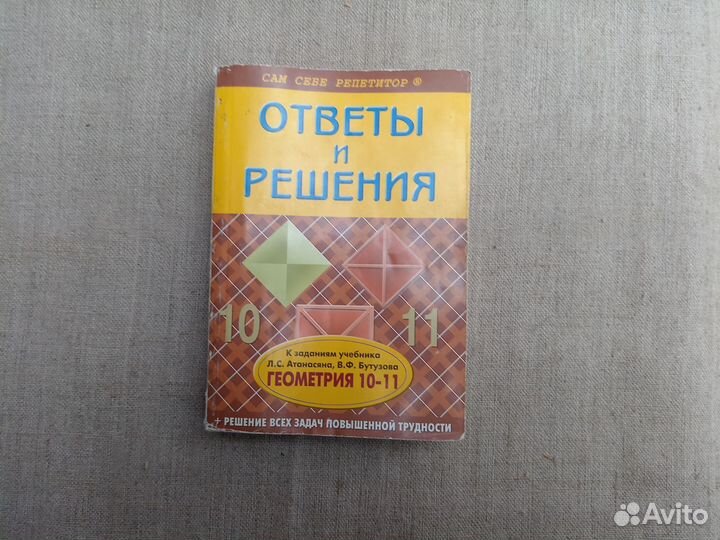 САМ СЕБЕ РЕПЕТИТОР ®
ОТВЕТЫ
И
РЕШЕНИЯ
10 11
К заданиям учебника
Л.С. Атанасяна, В.Ф. Бутузова
ГЕОМЕТРИЯ 10-11
+ РЕШЕНИЕ ВСЕХ ЗАДАЧ ПОВЫШЕННОЙ ТРУДНОСТИ
Avito